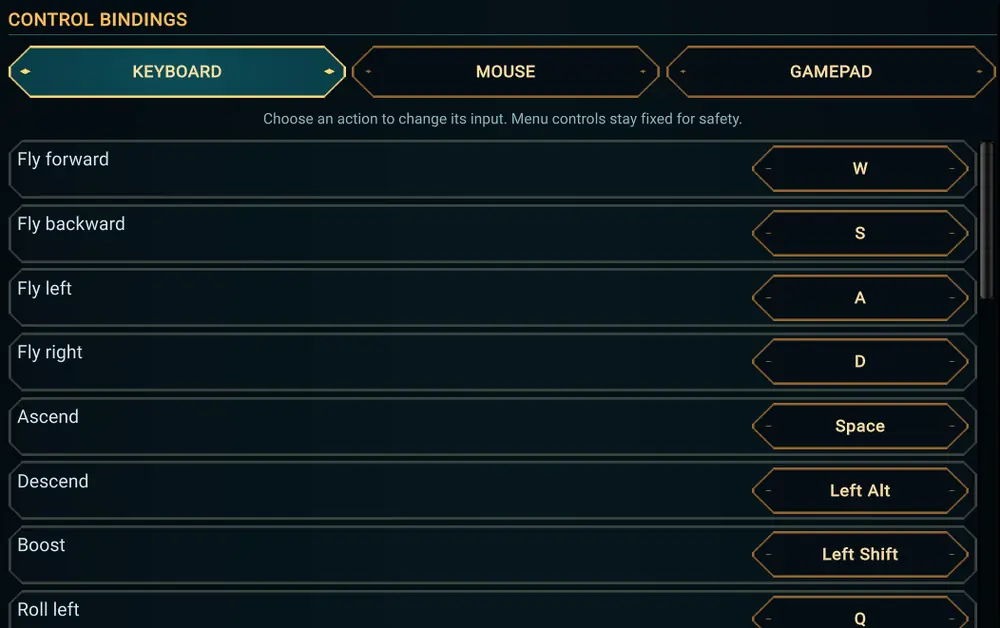 CONTROL BINDINGS
KEYBOARD MOUSE GAMEPAD
Choose an action to change its input. Menu controls stay fixed for safety.
Fly forward W
Fly backward S
Fly left A
Fly right D
Ascend Space
Descend Left Alt
Boost Left Shift
Roll left Q